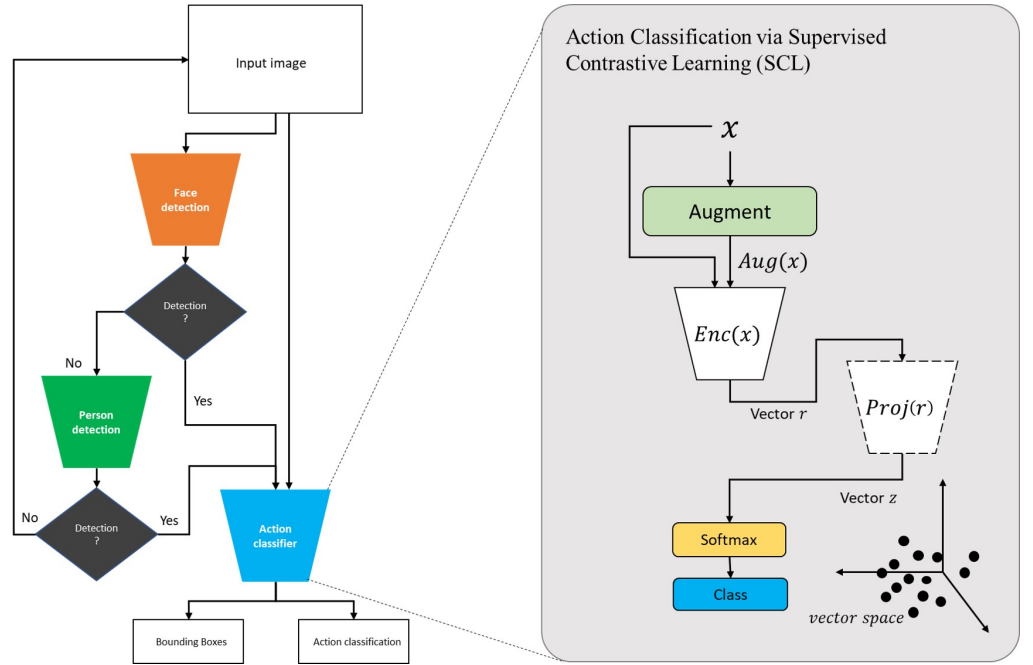 Input image
Face
detection
Detection
?
No
Yes
Person
detection
Detection
?
No
Yes
Action
classifier
Bounding Boxes
Action classification
Action Classification via Supervised
Contrastive Learning (SCL)
x
Augment
Aug(x)
Enc(x)
Vector r
Proj(r)
Vector z
Softmax
Class
vector space